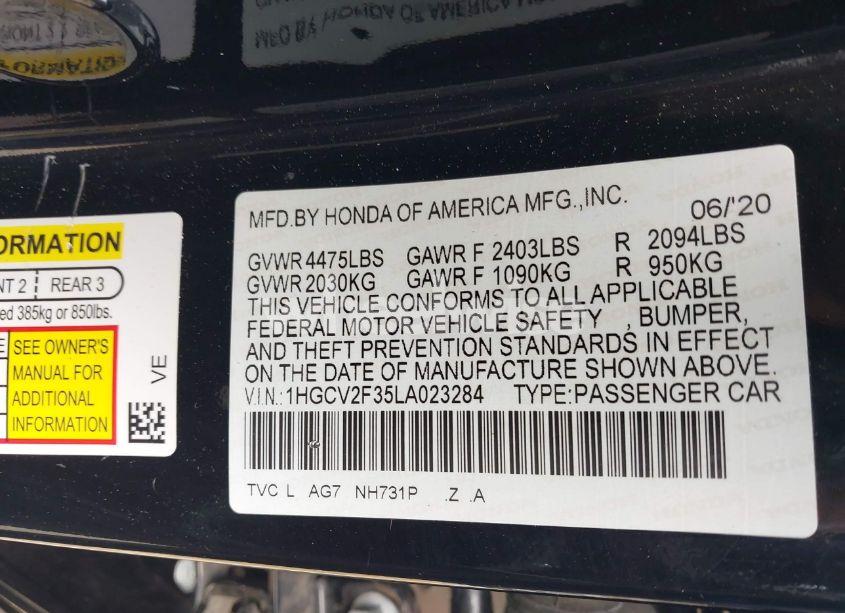 MFD.BY HONDA OF AMERICA MFG.,INC. 06/'20
GVWR 4475LBS GAWR F 2403LBS R 2094LBS
GVWR 2030KG GAWR F 1090KG R 950KG
THIS VEHICLE CONFORMS TO ALL APPLICABLE
FEDERAL MOTOR VEHICLE SAFETY , BUMPER,
AND THEFT PREVENTION STANDARDS IN EFFECT
ON THE DATE OF MANUFACTURE SHOWN ABOVE.
V.I.N.:1HGCV2F35LA023284 TYPE:PASSENGER CAR
TVC L AG7 NH731P .Z .A
ORMATION
NT 2 REAR 3
ed 385kg or 850lbs.
E SEE OWNER'S
MANUAL FOR
ADDITIONAL
INFORMATION
VE